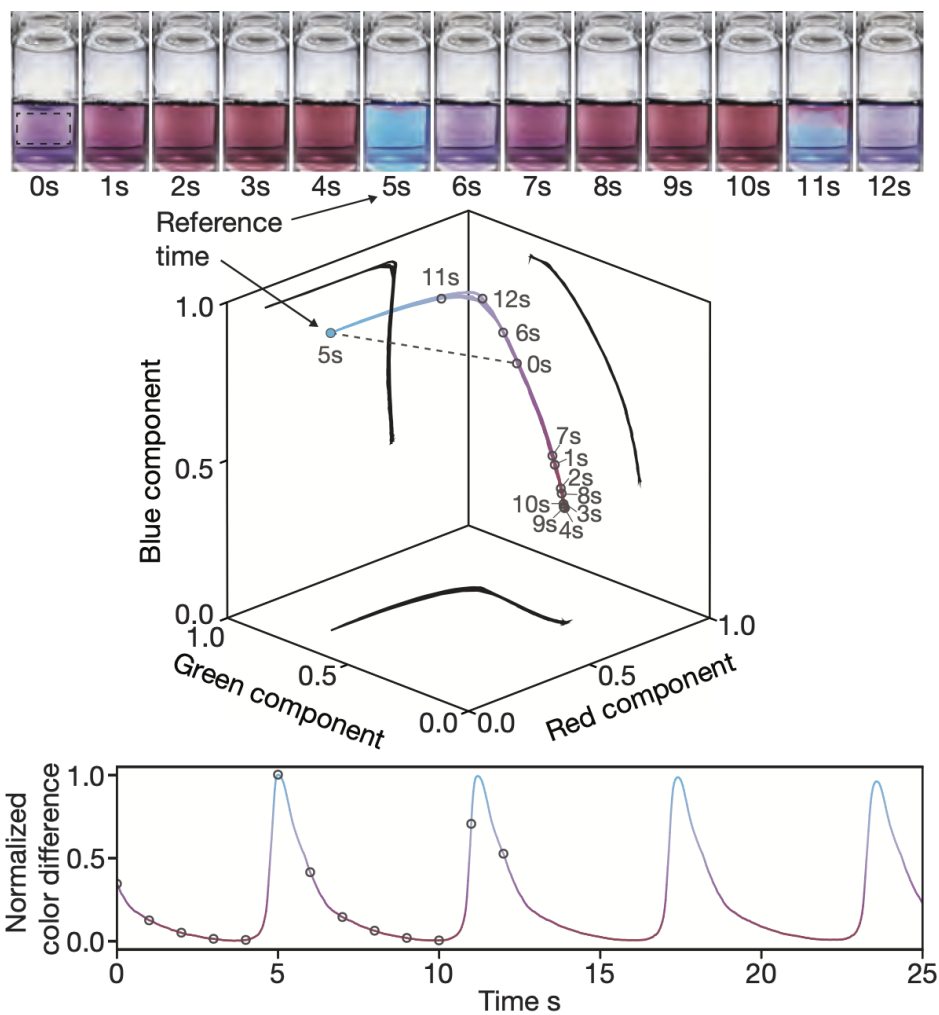 0s 1s 2s 3s 4s 5s 6s 7s 8s 9s 10s 11s 12s
Reference
time
11s
12s
1.0
6s
5s
0s
Blue component
7s
1s
0.5
2s
10s 8s
3s
9s 4s
0.0
1.0
1.0
Green component
0.5
0.5
Red component
0.0 0.0
Normalized
color difference
1.0
0.5
0.0
0 5 10 15 20 25
Time s